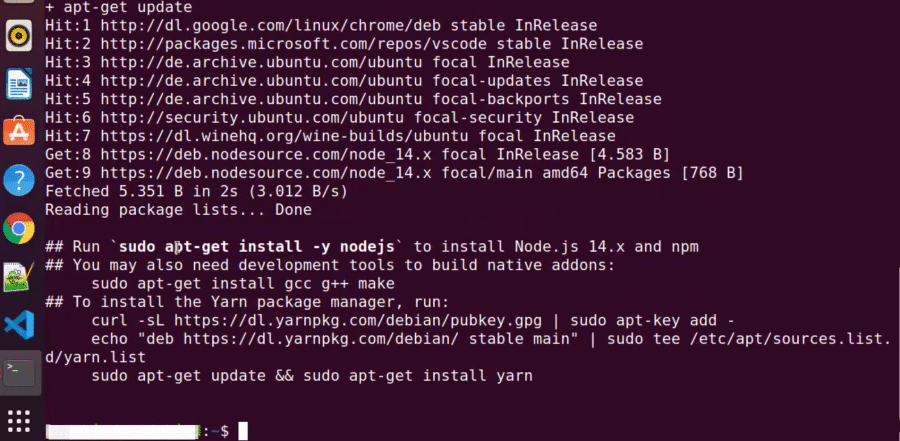 + apt-get update
Hit:1 http://dl.google.com/linux/chrome/deb stable InRelease
Hit:2 http://packages.microsoft.com/repos/vscode stable InRelease
Hit:3 http://de.archive.ubuntu.com/ubuntu focal InRelease
Hit:4 http://de.archive.ubuntu.com/ubuntu focal-updates InRelease
Hit:5 http://de.archive.ubuntu.com/ubuntu focal-backports InRelease
Hit:6 http://security.ubuntu.com/ubuntu focal-security InRelease
Hit:7 https://dl.winehq.org/wine-builds/ubuntu focal InRelease
Get:8 https://deb.nodesource.com/node_14.x focal InRelease [4.583 B]
Get:9 https://deb.nodesource.com/node_14.x focal/main amd64 Packages [768 B]
Fetched 5.351 B in 2s (3.012 B/s)
Reading package lists... Done
## Run `sudo apt-get install -y nodejs` to install Node.js 14.x and npm
## You may also need development tools to build native addons:
sudo apt-get install gcc g++ make
## To install the Yarn package manager, run:
curl -sL https://dl.yarnpkg.com/debian/pubkey.gpg | sudo apt-key add -
echo "deb https://dl.yarnpkg.com/debian/ stable main" | sudo tee /etc/apt/sources.list.
d/yarn.list
sudo apt-get update && sudo apt-get install yarn
:~$